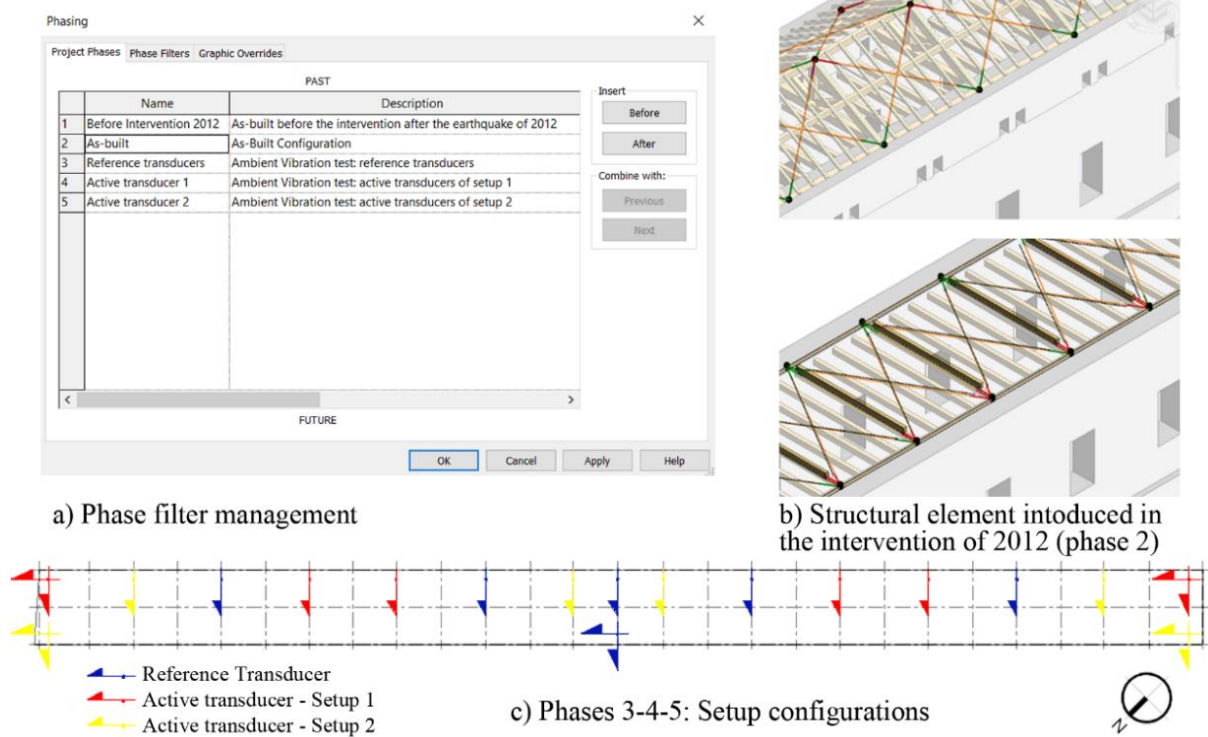 Phasing
Project Phases Phase Filters Graphic Overrides
PAST
Name Description
1 Before Intervention 2012 As-built before the intervention after the earthquake of 2012
2 As-built As-Built Configuration
3 Reference transducers Ambient Vibration test: reference transducers
4 Active transducer 1 Ambient Vibration test: active transducers of setup 1
5 Active transducer 2 Ambient Vibration test: active transducers of setup 2
FUTURE
Insert
Before
After
Combine with:
Previous
Next
OK Cancel Apply Help
a) Phase filter management
b) Structural element intoduced in
the intervention of 2012 (phase 2)
Reference Transducer
Active transducer - Setup 1
Active transducer - Setup 2
c) Phases 3-4-5: Setup configurations
N